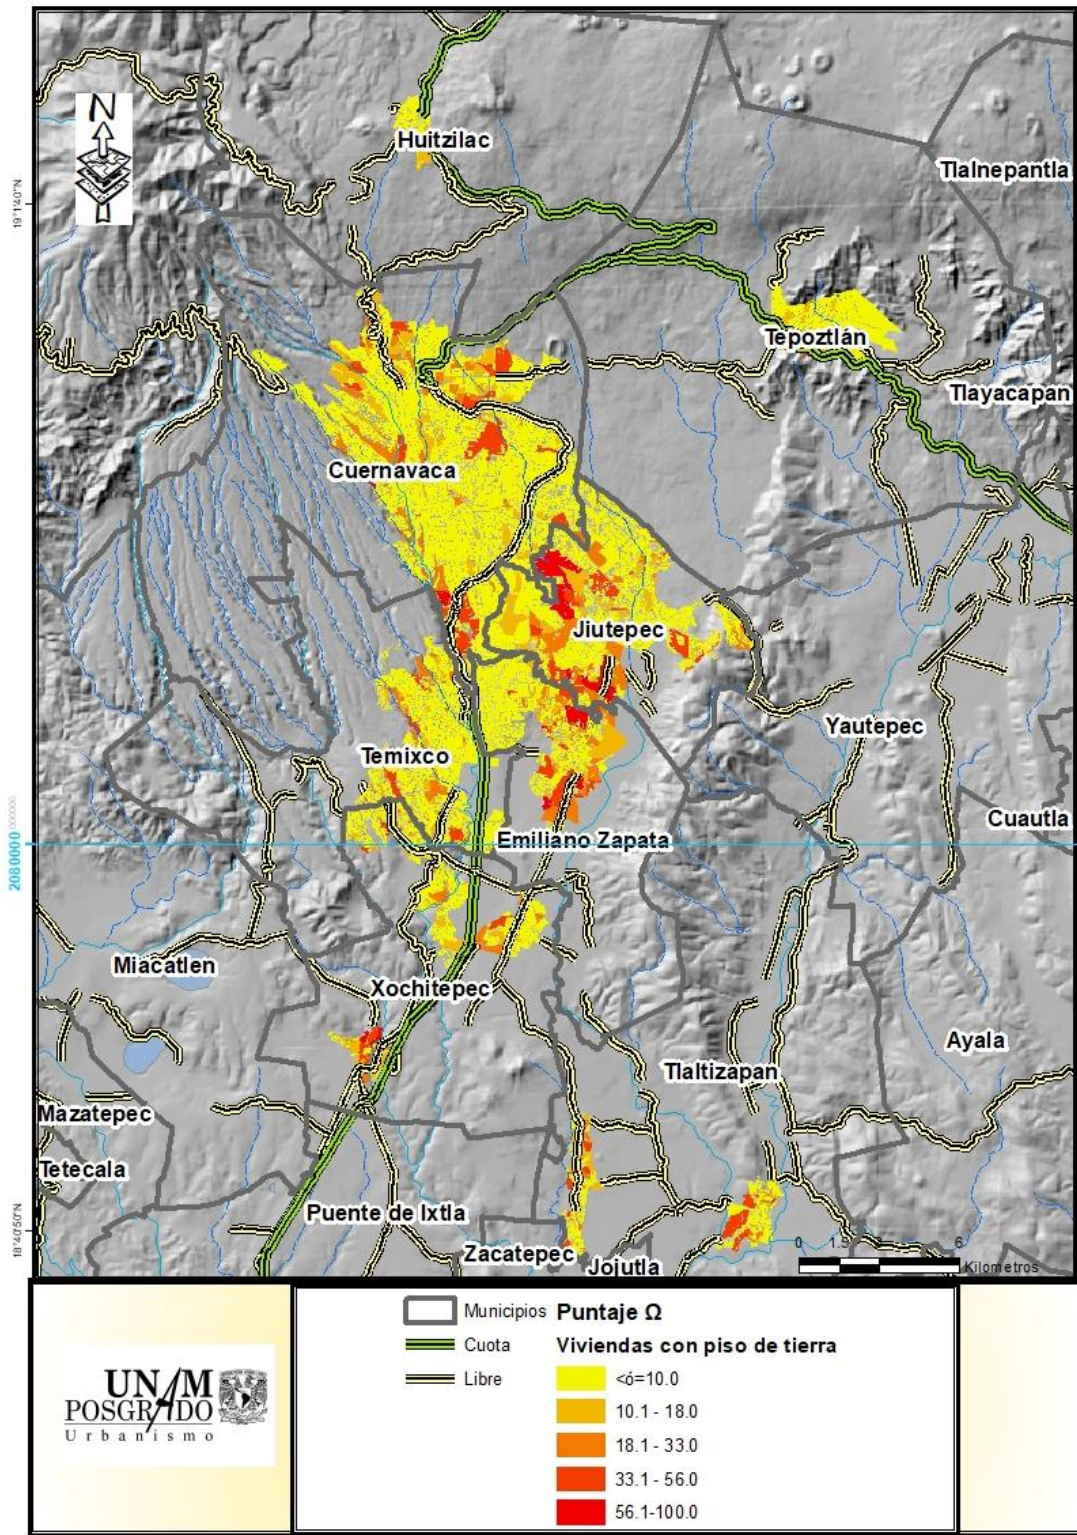 N
Huitzilac
Tlalnepantla
19°1'40"N
Tepoztlán
Tlayacapan
Cuernavaca
Jiutepec
Yautepec
Temixco
Cuautla
Emiliano Zapata
2080000
Miacatlen
Xochitepec
Ayala
Tlaltizapan
Mazatepec
Tetecala
Puente de Ixtla
18°40'50"N
Zacatepec
Jojutla
0 1.5 3 6
Kilometros
Municipios
Cuota
Libre
Puntaje Ω
Viviendas con piso de tierra
<ó=10.0
10.1 - 18.0
18.1 - 33.0
33.1 - 56.0
56.1-100.0
UNAM
POSGRADO
Urbanismo